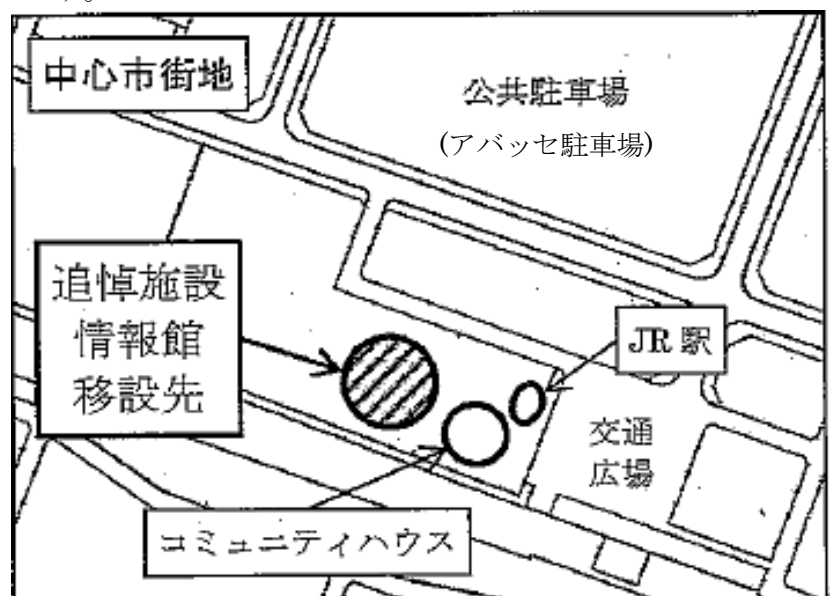 す。
中心市街地
公共駐車場
(アバッセ駐車場)
追悼施設
情報館
移設先
JR 駅
交通
広場
コミュニティハウス